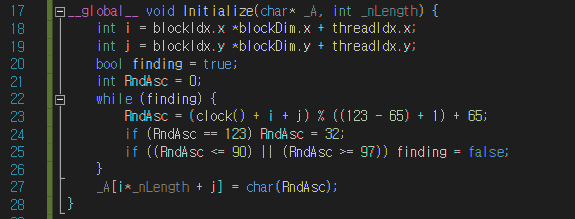 17 __global__ void Initialize(char* _A, int _nLength) {
18 int i = blockIdx.x *blockDim.x + threadIdx.x;
19 int j = blockIdx.y *blockDim.y + threadIdx.y;
20 bool finding = true;
21 int RndAsc = 0;
22 while (finding) {
23 RndAsc = (clock() + i + j) % ((123 - 65) + 1) + 65;
24 if (RndAsc == 123) RndAsc = 32;
25 if ((RndAsc <= 90) || (RndAsc >= 97)) finding = false;
26 }
27 _A[i*_nLength + j] = char(RndAsc);
28 }